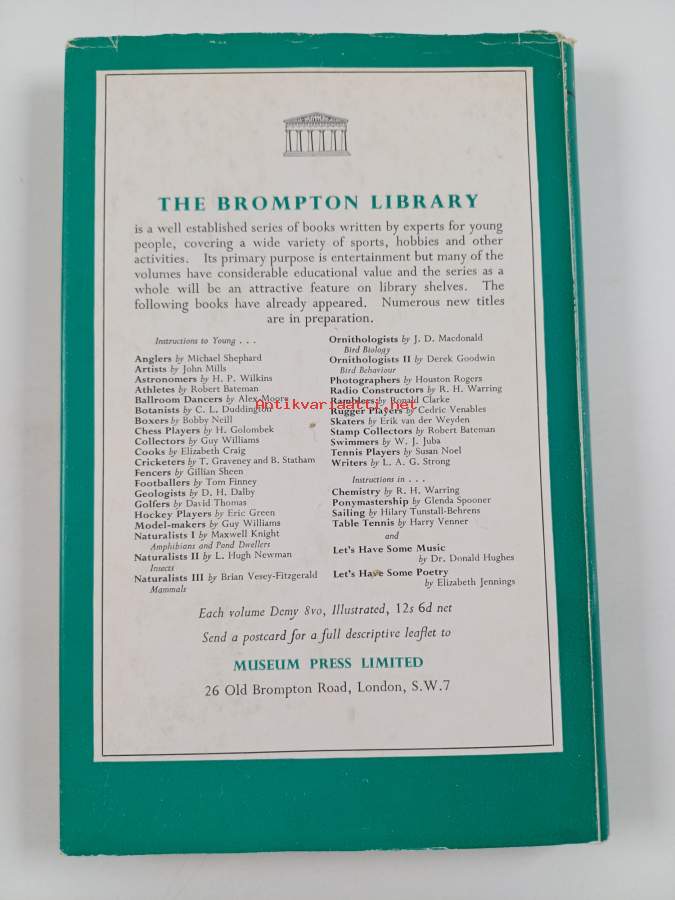 THE BROMPTON LIBRARY
is a well established series of books written by experts for young
people, covering a wide variety of sports, hobbies and other
activities. Its primary purpose is entertainment but many of the
volumes have considerable educational value and the series as a
whole will be an attractive feature on library shelves. The
following books have already appeared. Numerous new titles
are in preparation.
Instructions to Young . . .
Anglers by Michael Shephard
Artists by John Mills
Astronomers by H. P. Wilkins
Athletes by Robert Bateman
Ballroom Dancers by Alex Moore
Botanists by C. L. Duddington
Boxers by Bobby Neill
Chess Players by H. Golombek
Collectors by Guy Williams
Cooks by Elizabeth Craig
Cricketers by T. Graveney and B. Statham
Fencers by Gillian Sheen
Footballers by Tom Finney
Geologists by D. H. Dalby
Golfers by David Thomas
Hockey Players by Eric Green
Model-makers by Guy Williams
Naturalists I by Maxwell Knight
Amphibians and Pond Dwellers
Naturalists II by L. Hugh Newman
Insects
Naturalists III by Brian Vesey-Fitzgerald
Mammals
Ornithologists by J. D. Macdonald
Bird Biology
Ornithologists II by Derek Goodwin
Bird Behaviour
Photographers by Houston Rogers
Radio Constructors by R. H. Warring
Ramblers by Ronald Clarke
Rugger Players by Cedric Venables
Skaters by Erik van der Weyden
Stamp Collectors by Robert Bateman
Swimmers by W. J. Juba
Tennis Players by Susan Noel
Writers by L. A. G. Strong
Instructions in . . .
Chemistry by R. H. Warring
Ponymastership by Glenda Spooner
Sailing by Hilary Tunstall-Behrens
Table Tennis by Harry Venner
and
Let's Have Some Music
by Dr. Donald Hughes
Let's Have Some Poetry
by Elizabeth Jennings
Antikvariaatti.net
Each volume Demy 8vo, Illustrated, 12s 6d net
Send a postcard for a full descriptive leaflet to
MUSEUM PRESS LIMITED
26 Old Brompton Road, London, S.W.7